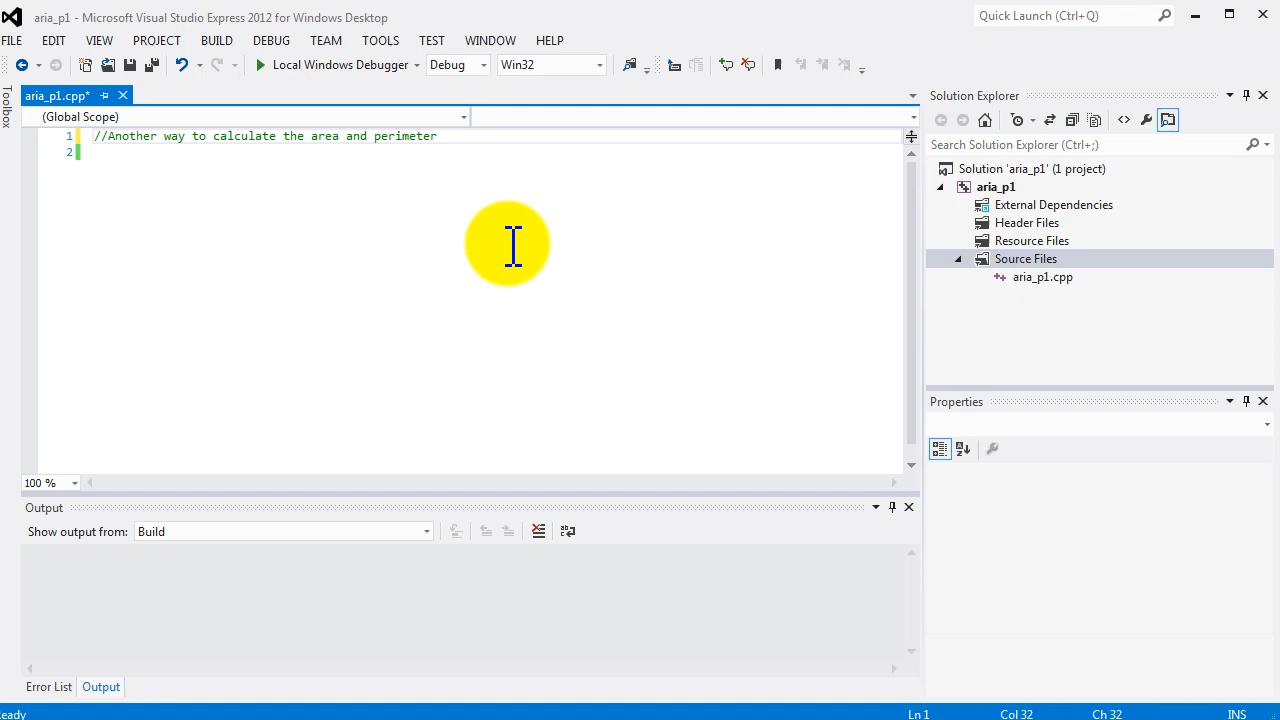 aria_p1 - Microsoft Visual Studio Express 2012 for Windows Desktop
Quick Launch (Ctrl+Q)
FILE EDIT VIEW PROJECT BUILD DEBUG TEAM TOOLS TEST WINDOW HELP
Local Windows Debugger Debug Win32
Toolbox
aria_p1.cpp*
(Global Scope)
1 //Another way to calculate the area and perimeter
2
100 %
Output
Show output from: Build
Error List Output
Solution Explorer
Search Solution Explorer (Ctrl+;)
Solution 'aria_p1' (1 project)
aria_p1
External Dependencies
Header Files
Resource Files
Source Files
aria_p1.cpp
Properties
eady Ln 1 Col 32 Ch 32 INS